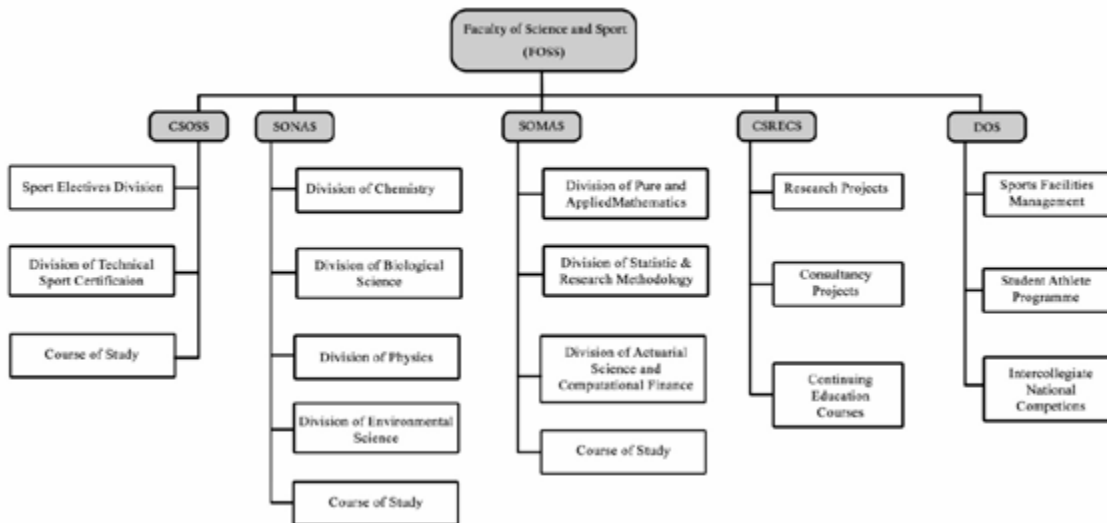 Faculty of Science and Sport
(FOSS)
CSOSS
SONAS
SOMAS
CSRECS
DOS
Sport Electives Division
Division of Technical
Sport Certificaion
Course of Study
Division of Chemistry
Division of Biological
Science
Division of Physics
Division of Environmental
Science
Course of Study
Division of Pure and
AppliedMathematics
Division of Statistic &
Research Methodology
Division of Actuarial
Science and
Computational Finance
Course of Study
Research Projects
Consultancy
Projects
Continuing
Education
Courses
Sports Facilities
Management
Student Athlete
Programme
Intercollegiate
National
Competions